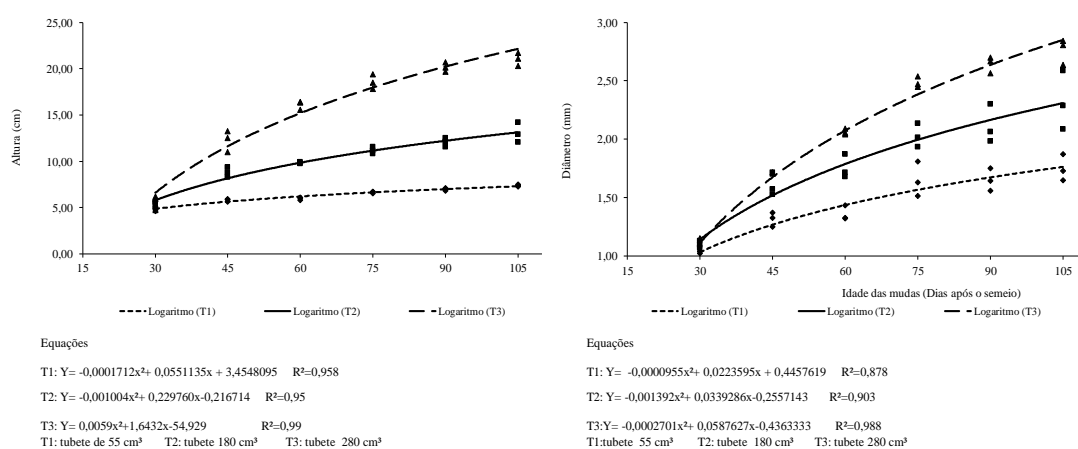 25,00
20,00
15,00
10,00
5,00
0,00
Altura (cm)
15 30 45 60 75 90 105
Logaritmo (T1) Logaritmo (T2) Logaritmo (T3)
Equações
T1: Y= -0,0001712x²+ 0,0551135x + 3,4548095 R²=0,958
T2: Y= -0,001004x²+ 0,229760x-0,216714 R²=0,95
T3: Y= 0,0059x²+1,6432x-54,929 R²=0,99
T1: tubete de 55 cm³ T2: tubete 180 cm³ T3: tubete 280 cm³
3,00
2,50
2,00
1,50
1,00
Diâmetro (mm)
15 30 45 60 75 90 105
Idade das mudas (Dias após o semeio)
Logaritmo (T1) Logaritmo (T2) Logaritmo (T3)
Equações
T1: Y= -0,0000955x²+ 0,0223595x + 0,4457619 R²=0,878
T2: Y= -0,001392x²+ 0,0339286x-0,2557143 R²=0,903
T3:Y= -0,0002701x²+ 0,0587627x-0,4363333 R²=0,988
T1:tubete 55 cm³ T2: tubete 180 cm³ T3: tubete 280 cm³